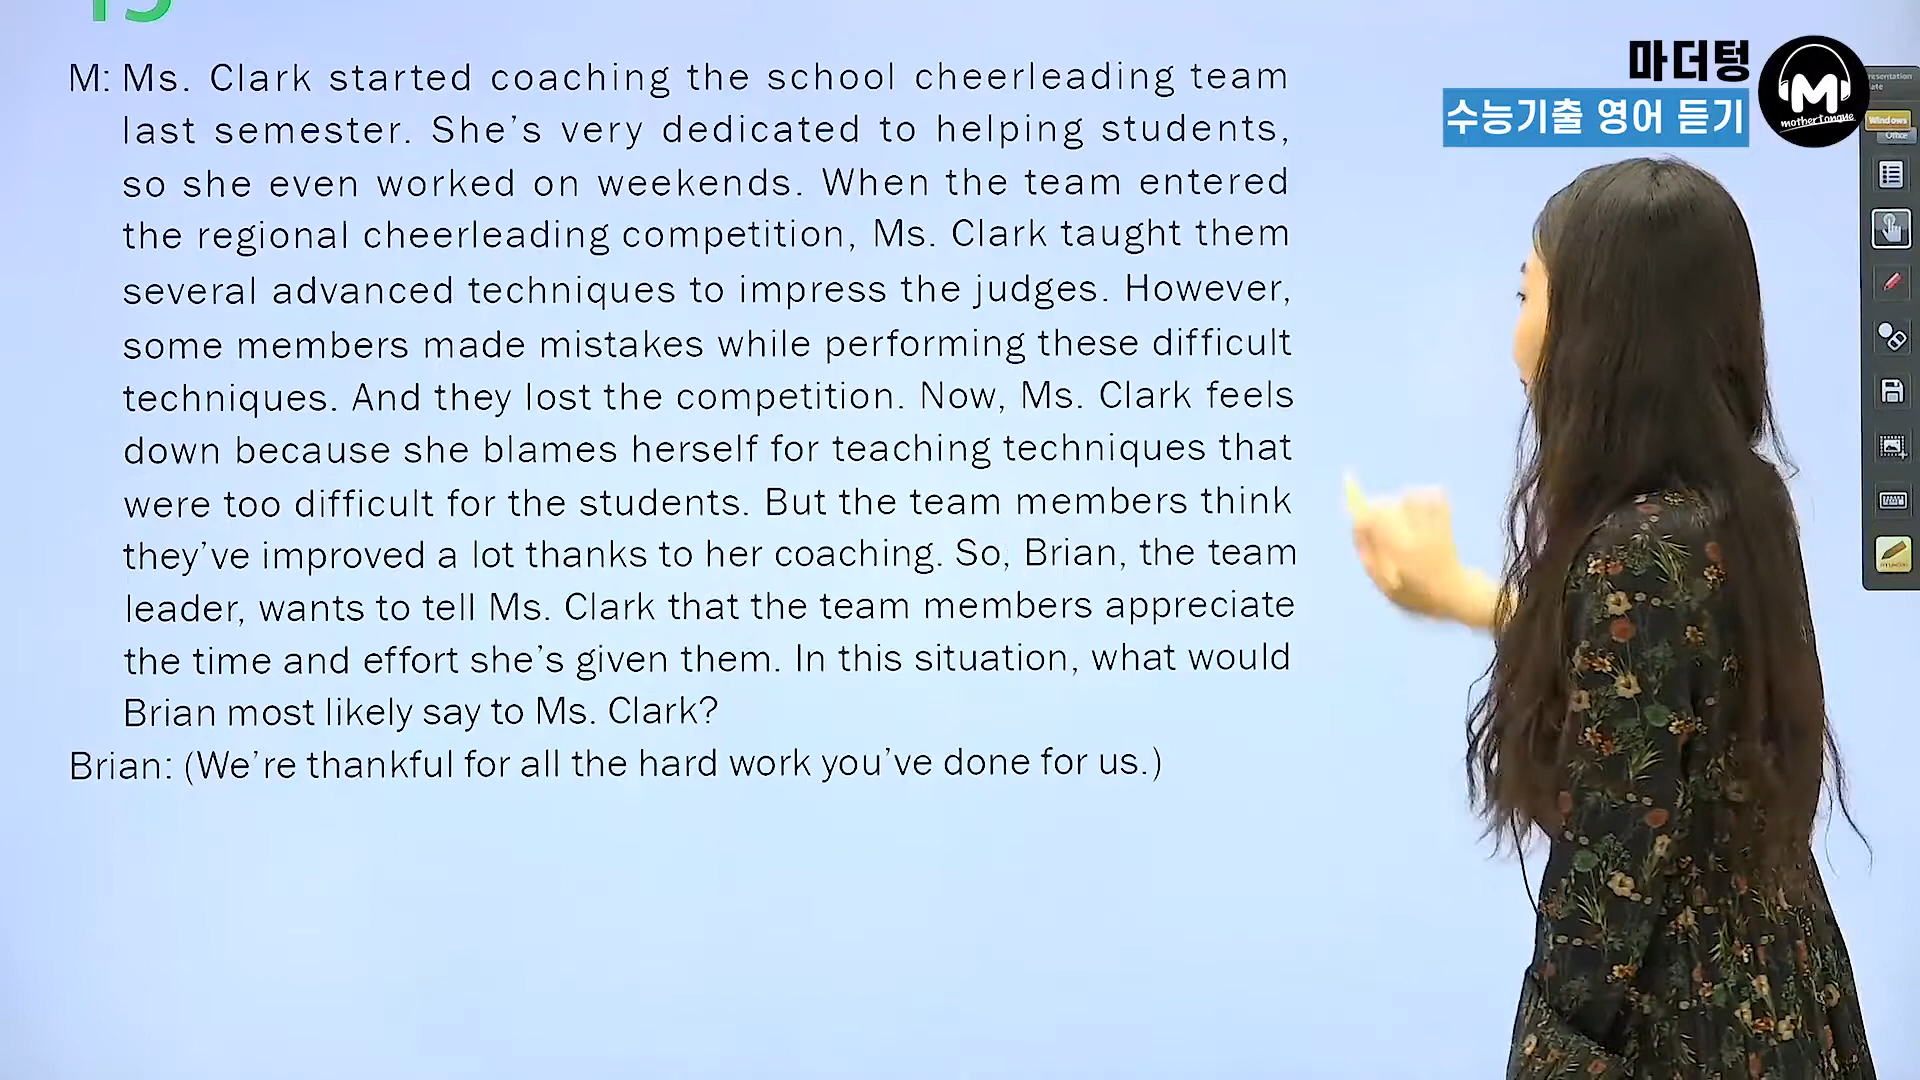 15
M: Ms. Clark started coaching the school cheerleading team
last semester. She's very dedicated to helping students,
so she even worked on weekends. When the team entered
the regional cheerleading competition, Ms. Clark taught them
several advanced techniques to impress the judges. However,
some members made mistakes while performing these difficult
techniques. And they lost the competition. Now, Ms. Clark feels
down because she blames herself for teaching techniques that
were too difficult for the students. But the team members think
they've improved a lot thanks to her coaching. So, Brian, the team
leader, wants to tell Ms. Clark that the team members appreciate
the time and effort she's given them. In this situation, what would
Brian most likely say to Ms. Clark?
Brian: (We're thankful for all the hard work you've done for us.)
마더텅
수능기출 영어 듣기
M
mothertongue
Windows
Office